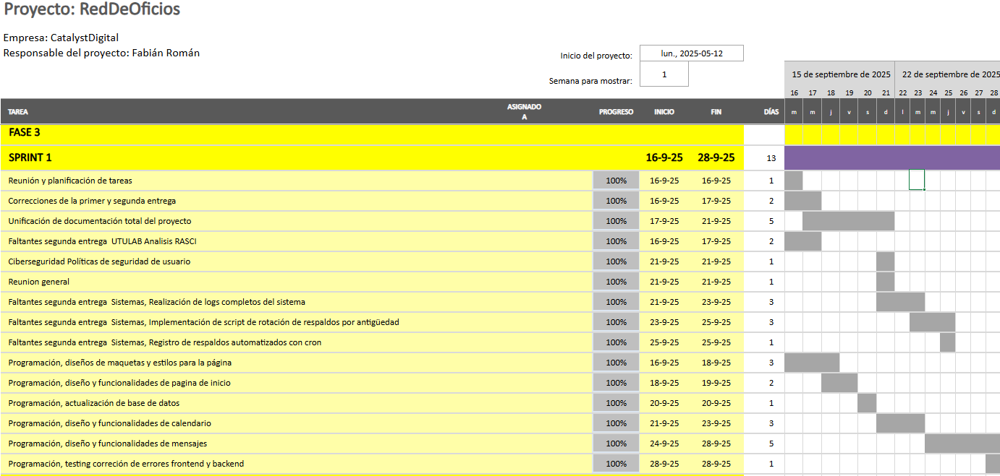 Proyecto: RedDeOficios
Empresa: CatalystDigital
Responsable del proyecto: Fabián Román
Inicio del proyecto: lun., 2025-05-12
Semana para mostrar: 1
15 de septiembre de 2025 22 de septiembre de 2025
16 17 18 19 20 21 22 23 24 25 26 27 28
TAREA ASIGNADO A PROGRESO INICIO FIN DÍAS m m j v s d l m m j v s d
FASE 3
SPRINT 1 16-9-25 28-9-25 13
Reunión y planificación de tareas 100% 16-9-25 16-9-25 1
Correcciones de la primer y segunda entrega 100% 16-9-25 17-9-25 2
Unificación de documentación total del proyecto 100% 17-9-25 21-9-25 5
Faltantes segunda entrega UTULAB Analisis RASCI 100% 16-9-25 17-9-25 2
Ciberseguridad Políticas de seguridad de usuario 100% 21-9-25 21-9-25 1
Reunion general 100% 21-9-25 21-9-25 1
Faltantes segunda entrega Sistemas, Realización de logs completos del sistema 100% 21-9-25 23-9-25 3
Faltantes segunda entrega Sistemas, Implementación de script de rotación de respaldos por antigüedad 100% 23-9-25 25-9-25 3
Faltantes segunda entrega Sistemas, Registro de respaldos automatizados con cron 100% 25-9-25 25-9-25 1
Programación, diseños de maquetas y estilos para la página 100% 16-9-25 18-9-25 3
Programación, diseño y funcionalidades de pagina de inicio 100% 18-9-25 19-9-25 2
Programación, actualización de base de datos 100% 20-9-25 20-9-25 1
Programación, diseño y funcionalidades de calendario 100% 21-9-25 23-9-25 3
Programación, diseño y funcionalidades de mensajes 100% 24-9-25 28-9-25 5
Programación, testing correción de errores frontend y backend 100% 28-9-25 28-9-25 1